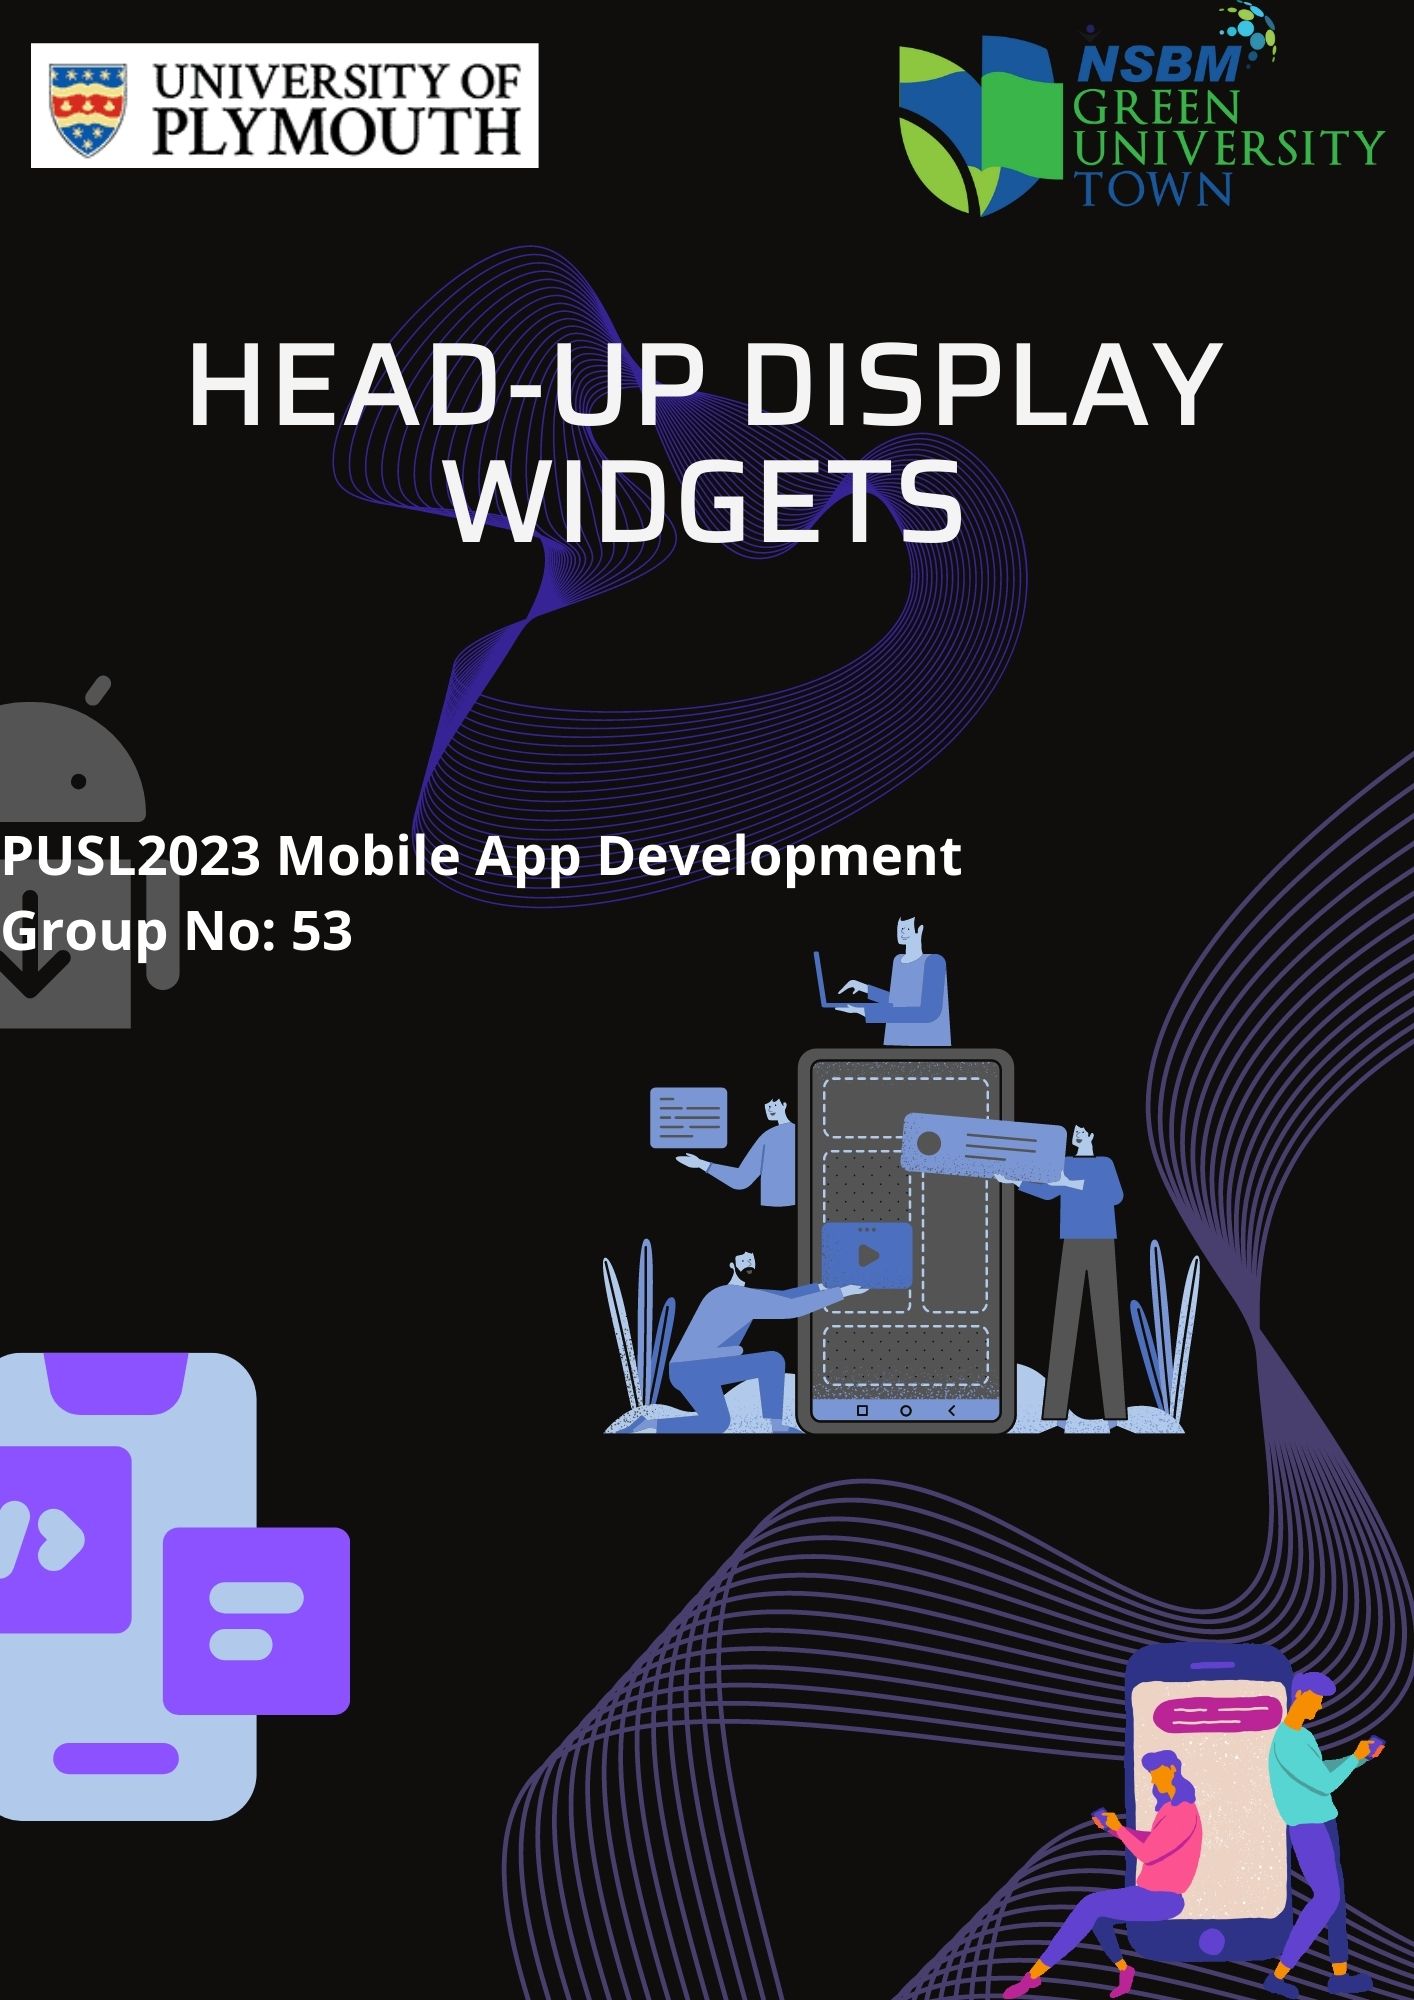 UNIVERSITY OF
PLYMOUTH
NSBM
GREEN
UNIVERSITY
TOWN
HEAD-UP DISPLAY
WIDGETS
PUSL2023 Mobile App Development
Group No: 53